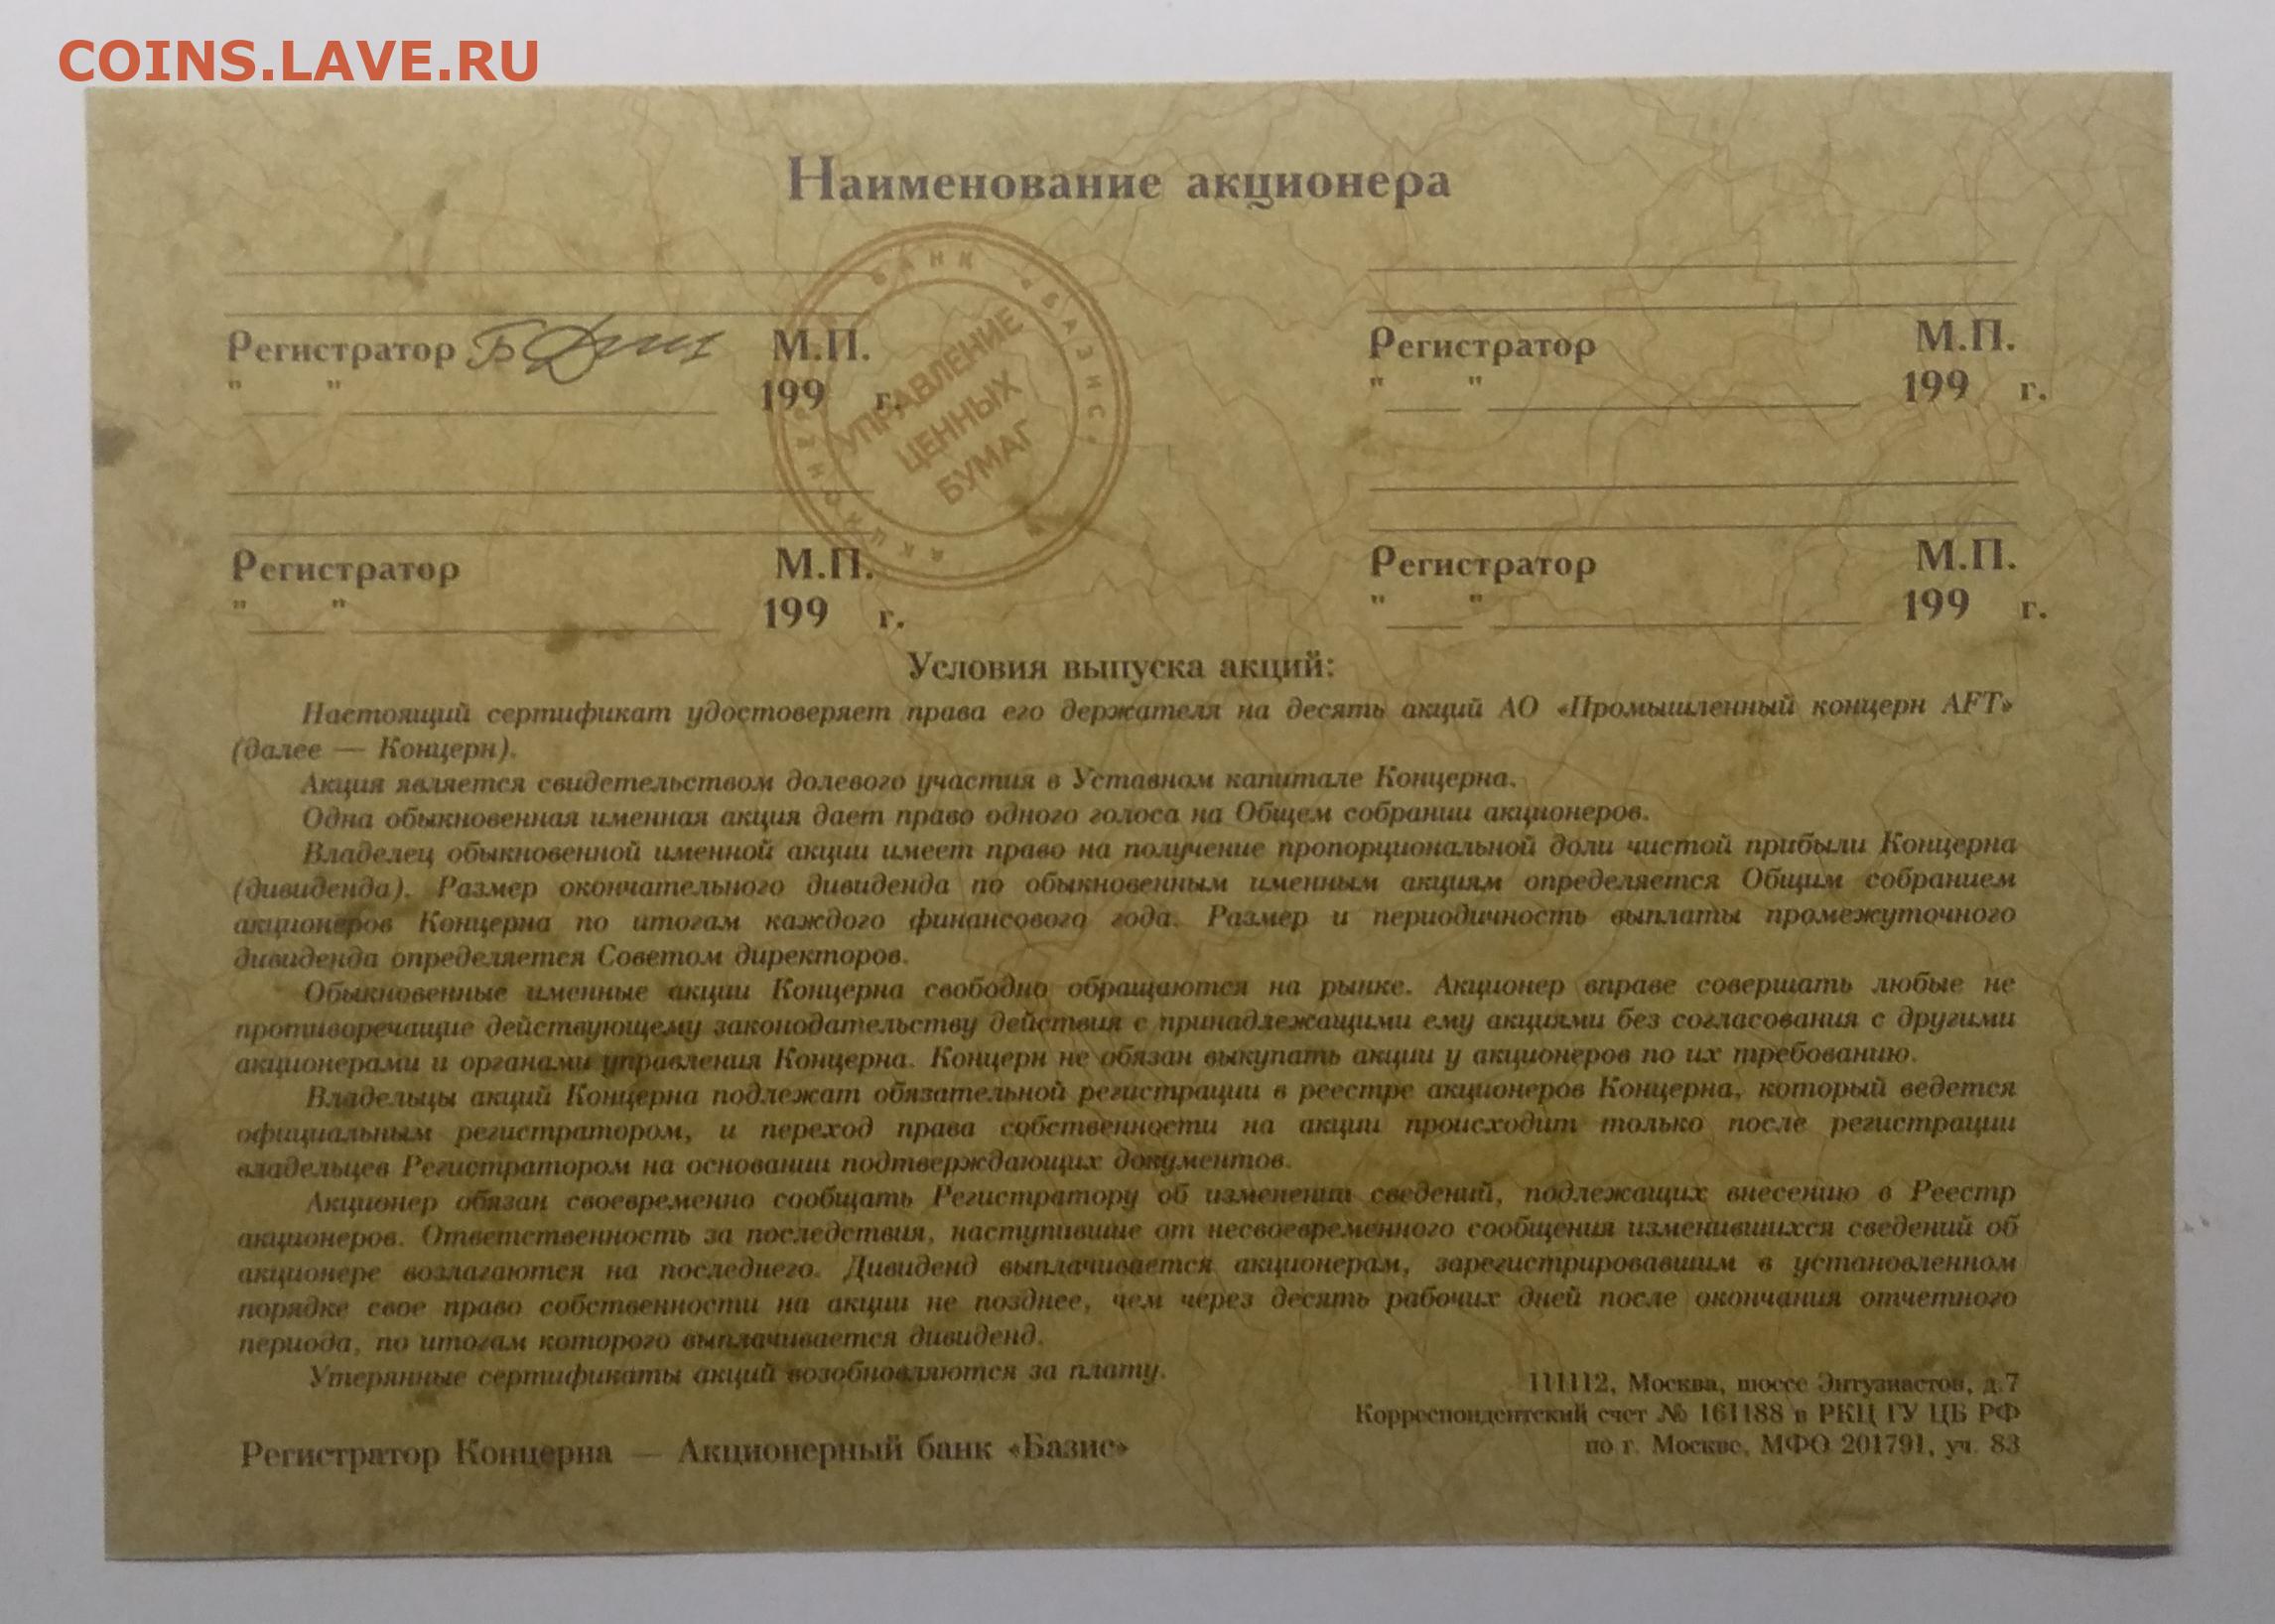 COINS.LAVE.RU
Наименование акционера
Регистратор М.П.
" " 199 г.
Регистратор М.П.
" " 199 г.
АКЦИОНЕРНЫЙ БАНК «БАЗИС»
УПРАВЛЕНИЕ
ЦЕННЫХ
БУМАГ
Регистратор М.П.
" " 199 г.
Регистратор М.П.
" " 199 г.
Условия выпуска акций:
Настоящий сертификат удостоверяет права его держателя на десять акций АО «Промышленный концерн AFT»
(далее — Концерн).
Акция является свидетельством долевого участия в Уставном капитале Концерна.
Одна обыкновенная именная акция дает право одного голоса на Общем собрании акционеров.
Владелец обыкновенной именной акции имеет право на получение пропорциональной доли чистой прибыли Концерна
(дивиденда). Размер окончательного дивиденда по обыкновенным именным акциям определяется Общим собранием
акционеров Концерна по итогам каждого финансового года. Размер и периодичность выплаты промежуточного
дивиденда определяется Советом директоров.
Обыкновенные именные акции Концерна свободно обращаются на рынке. Акционер вправе совершать любые не
противоречащие действующему законодательству действия с принадлежащими ему акциями без согласования с другими
акционерами и органами управления Концерна. Концерн не обязан выкупать акции у акционеров по их требованию.
Владельцы акций Концерна подлежат обязательной регистрации в реестре акционеров Концерна, который ведется
официальным регистратором, и переход права собственности на акции происходит только после регистрации
владельцев Регистратором на основании подтверждающих документов.
Акционер обязан своевременно сообщать Регистратору об изменении сведений, подлежащих внесению в Реестр
акционеров. Ответственность за последствия, наступившие от несвоевременного сообщения изменившихся сведений об
акционере возлагаются на последнего. Дивиденд выплачивается акционерам, зарегистрировавшим в установленном
порядке свое право собственности на акции не позднее, чем через десять рабочих дней после окончания отчетного
периода, по итогам которого выплачивается дивиденд.
Утерянные сертификаты акций возобновляются за плату.
111112, Москва, шоссе Энтузиастов, д.7
Корреспондентский счет № 161188 в РКЦ ГУ ЦБ РФ
по г. Москве, МФО 201791, уч. 83
Регистратор Концерна — Акционерный банк «Базис»